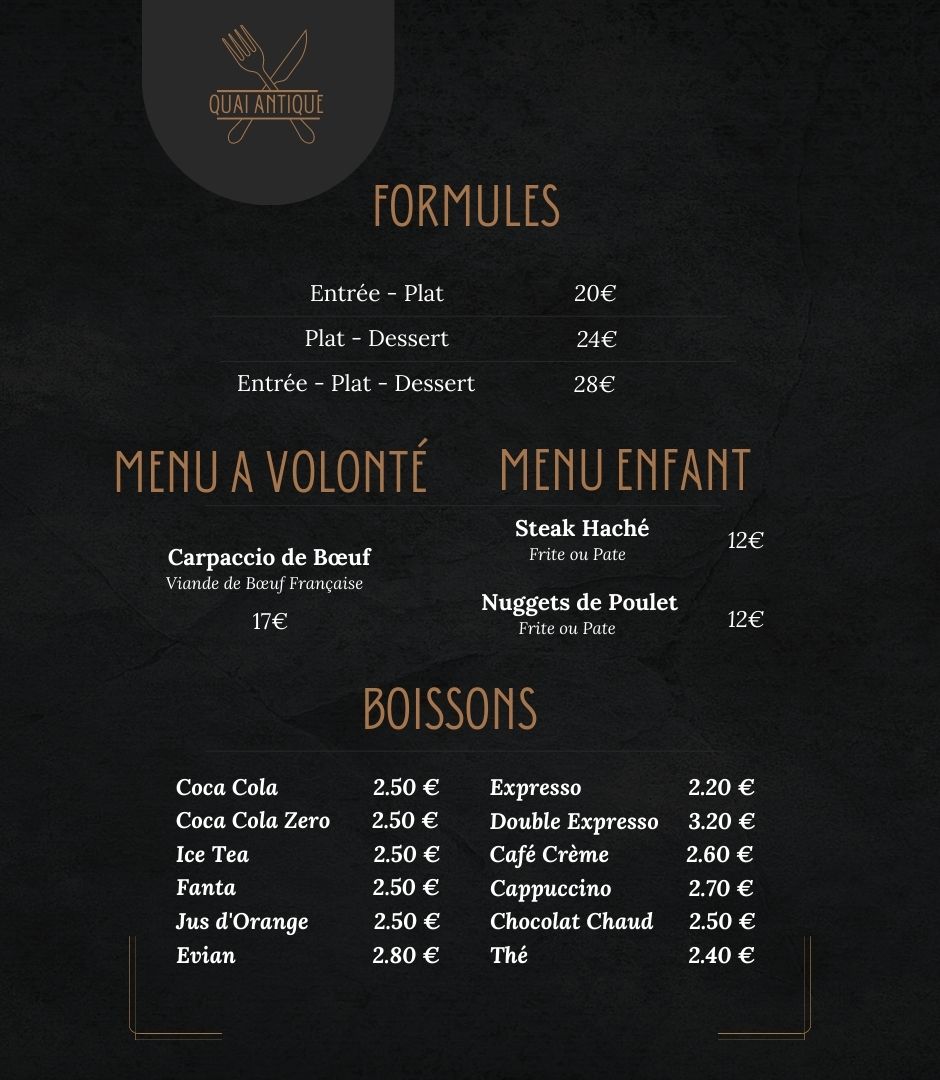 QUAI ANTIQUE
FORMULES
Entrée - Plat 20€
Plat - Dessert 24€
Entrée - Plat - Dessert 28€
MENU A VOLONTÉ
Carpaccio de Bœuf
Viande de Bœuf Française
17€
MENU ENFANT
Steak Haché 12€
Frite ou Pate
Nuggets de Poulet 12€
Frite ou Pate
BOISSONS
Coca Cola 2.50 €
Coca Cola Zero 2.50 €
Ice Tea 2.50 €
Fanta 2.50 €
Jus d'Orange 2.50 €
Evian 2.80 €
Expresso 2.20 €
Double Expresso 3.20 €
Café Crème 2.60 €
Cappuccino 2.70 €
Chocolat Chaud 2.50 €
Thé 2.40 €